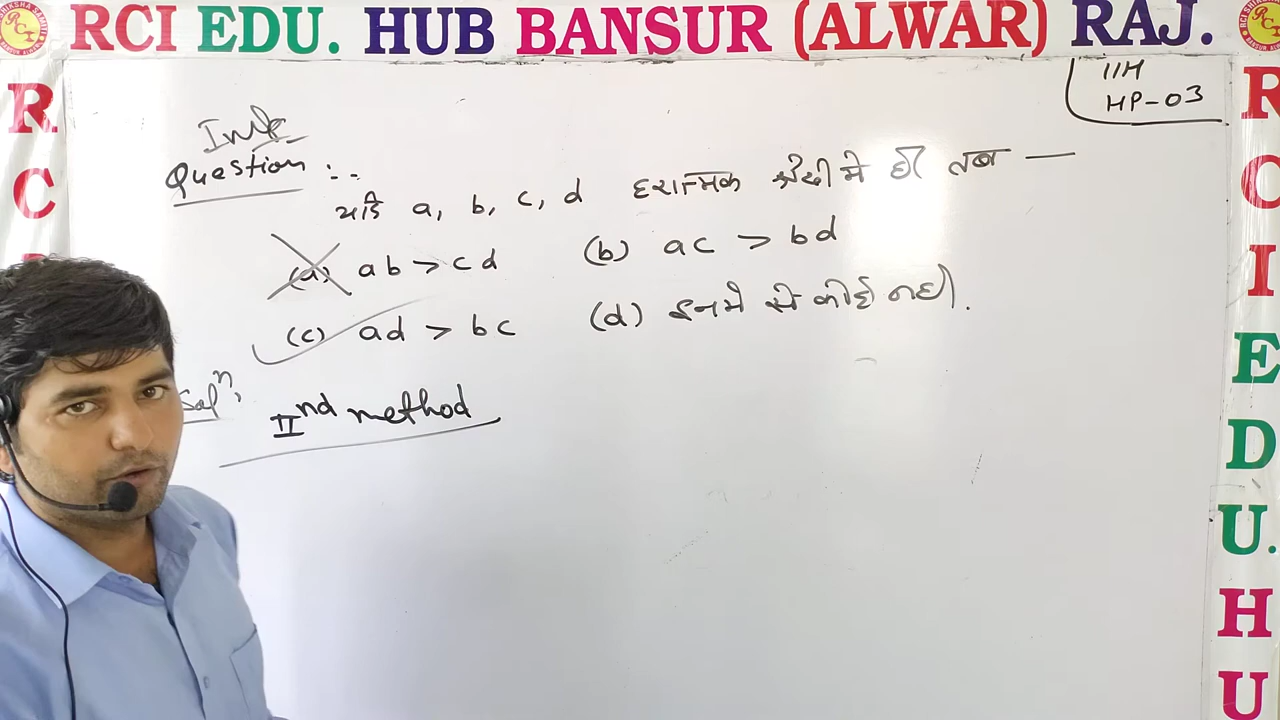 RCI EDU. HUB BANSUR (ALWAR) RAJ.
R
C
R
C
I
E
D
U.
H
U
11H
HP-03
Imp
Question :-
यदि a, b, c, d हरात्मक श्रेणी में हो तब —
(a) ab > cd (b) ac > bd
(c) ad > bc (d) इनमें से कोई नहीं.
Solⁿ:
IInd method